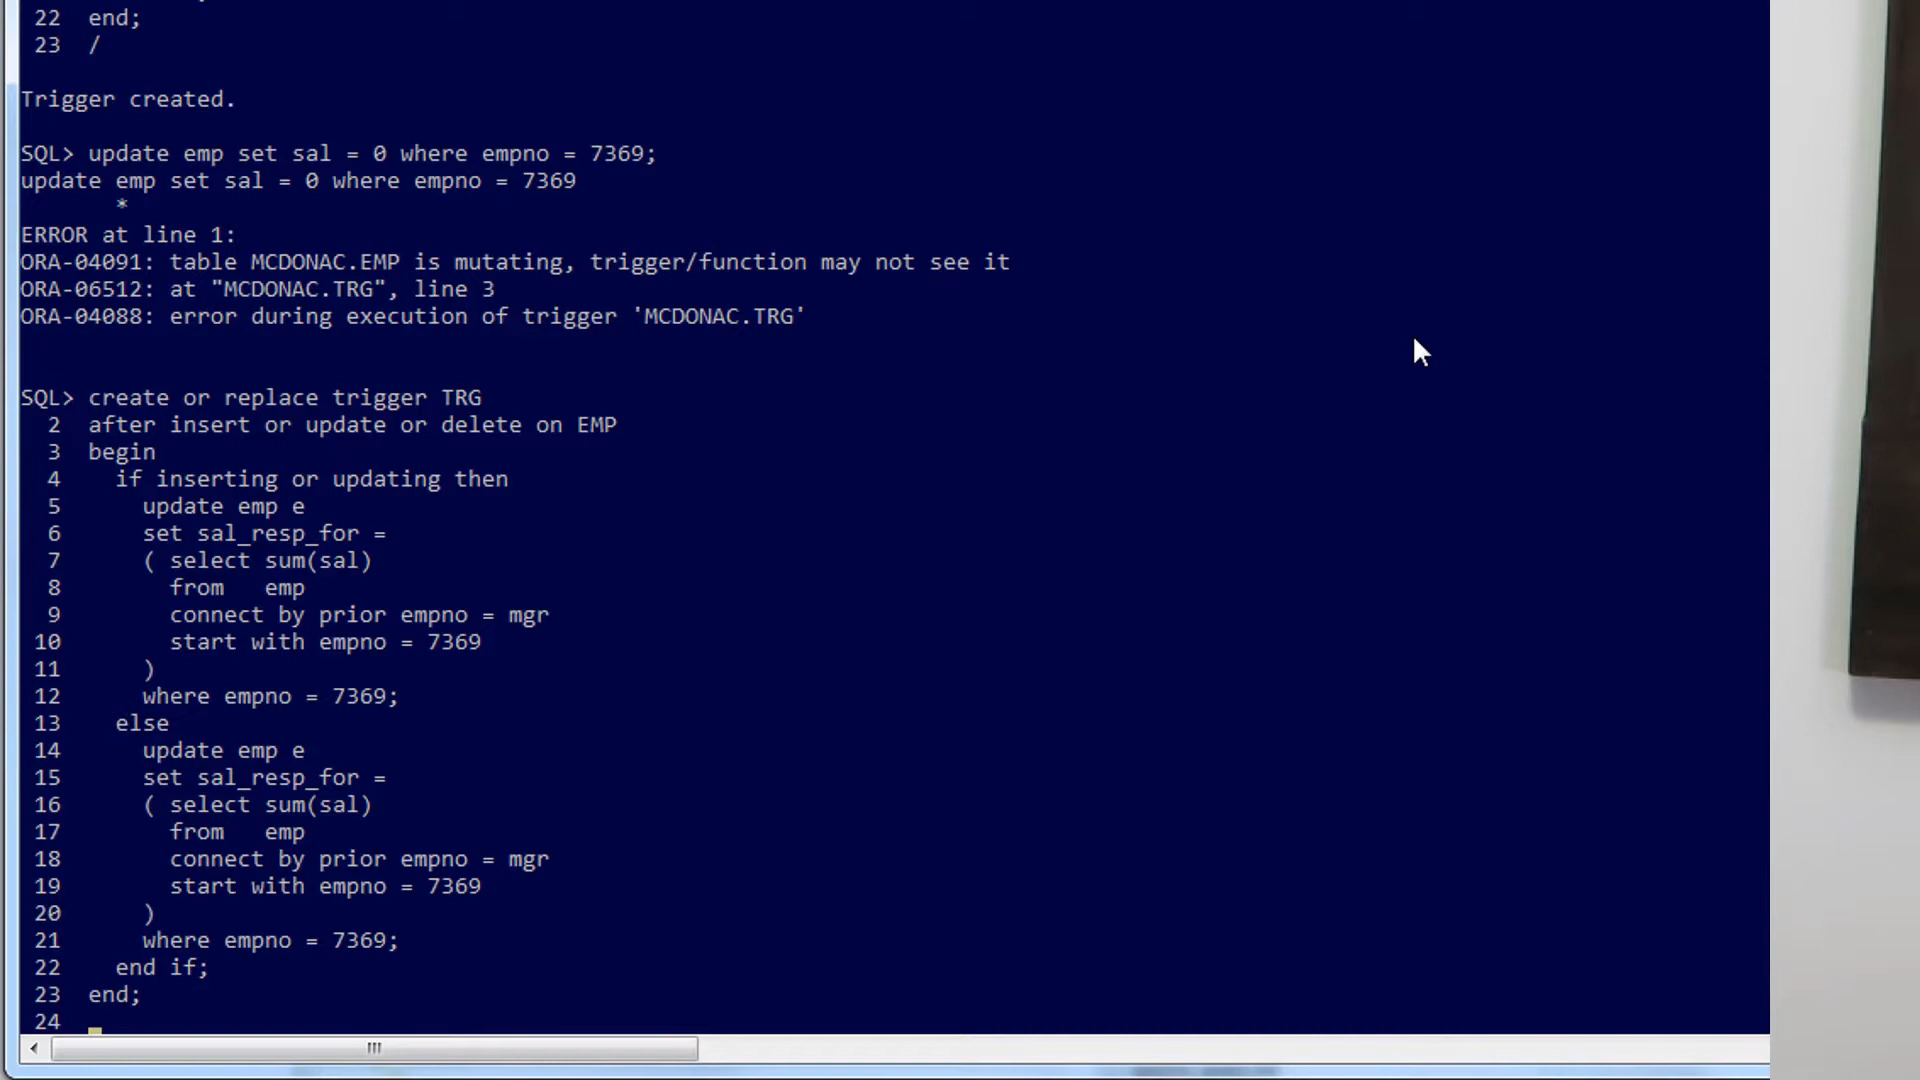 22  end;
23  /
Trigger created.
SQL> update emp set sal = 0 where empno = 7369;
update emp set sal = 0 where empno = 7369
       *
ERROR at line 1:
ORA-04091: table MCDONAC.EMP is mutating, trigger/function may not see it
ORA-06512: at "MCDONAC.TRG", line 3
ORA-04088: error during execution of trigger 'MCDONAC.TRG'
SQL> create or replace trigger TRG
  2  after insert or update or delete on EMP
  3  begin
  4    if inserting or updating then
  5      update emp e
  6      set sal_resp_for =
  7      ( select sum(sal)
  8        from   emp
  9        connect by prior empno = mgr
 10        start with empno = 7369
 11      )
 12      where empno = 7369;
 13    else
 14      update emp e
 15      set sal_resp_for =
 16      ( select sum(sal)
 17        from   emp
 18        connect by prior empno = mgr
 19        start with empno = 7369
 20      )
 21      where empno = 7369;
 22    end if;
 23  end;
 24